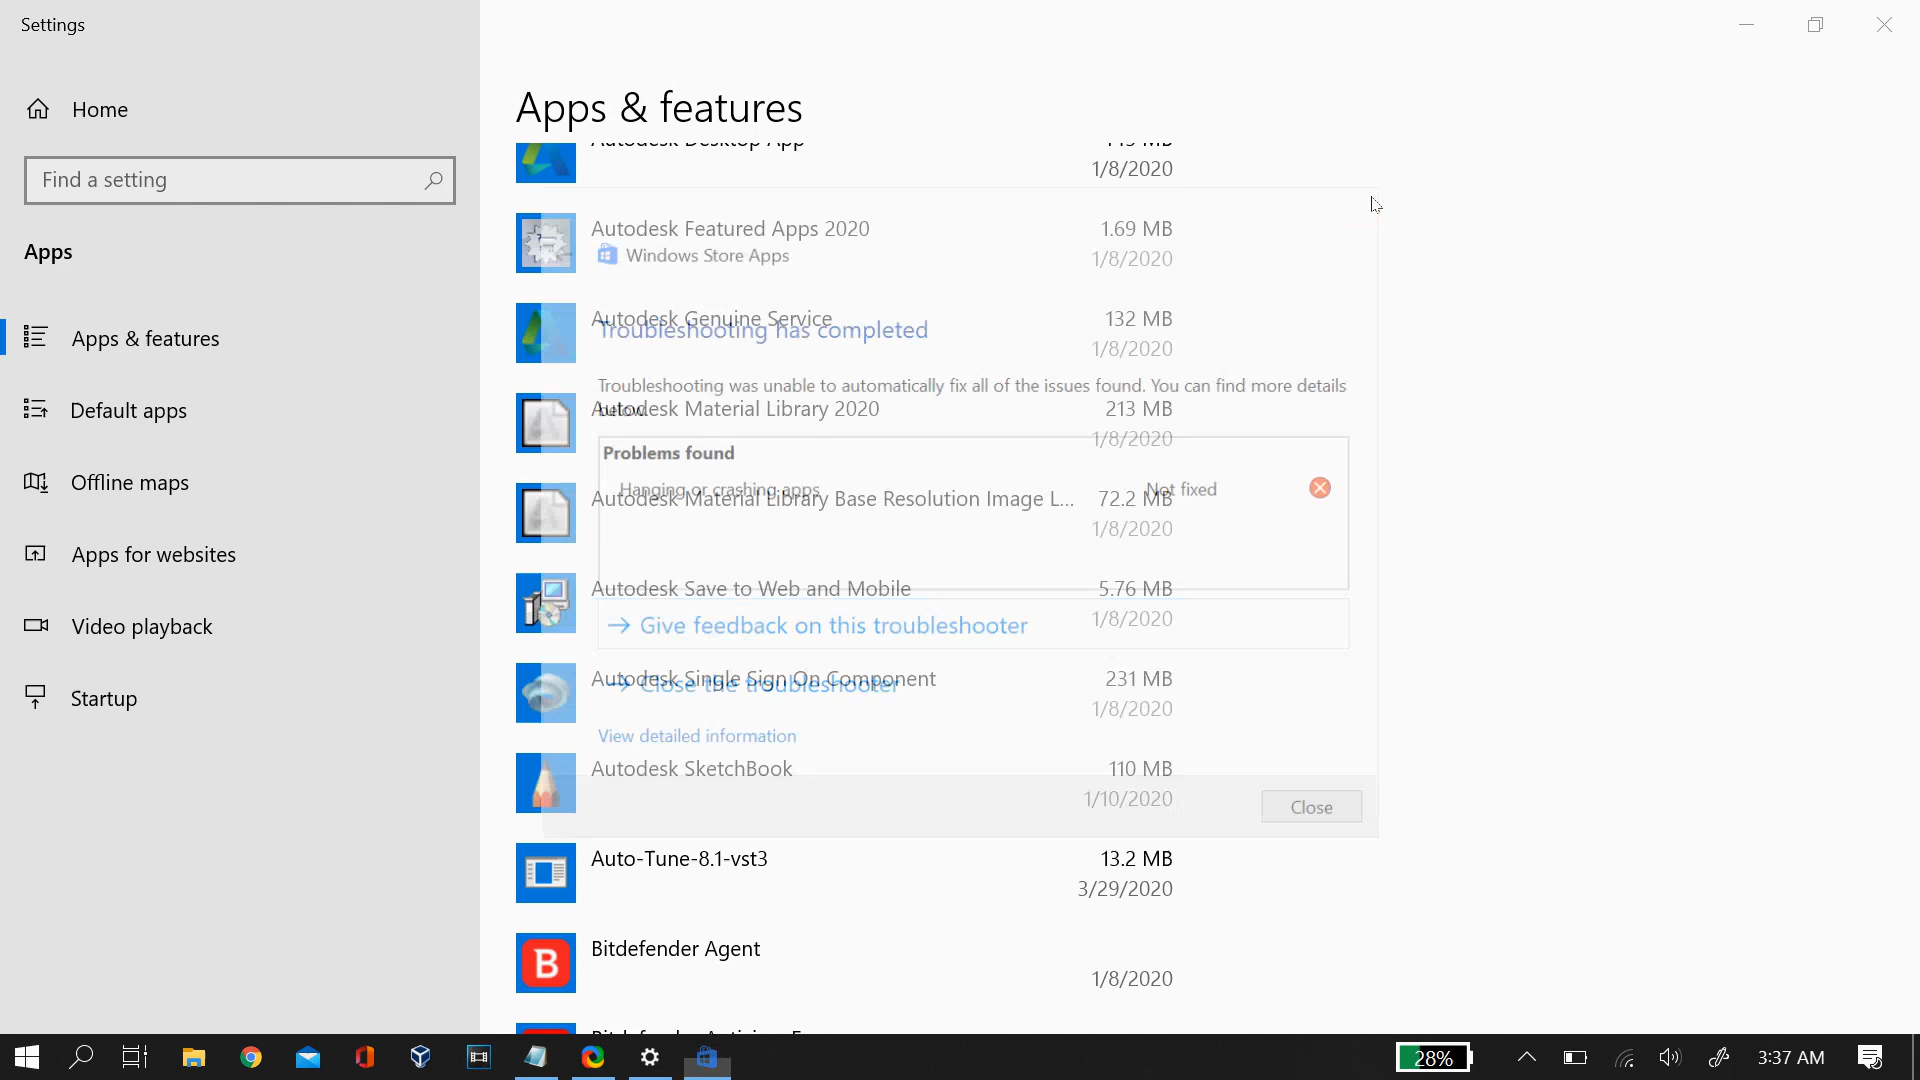 Settings
Home
Find a setting
Apps
Apps & features
Default apps
Offline maps
Apps for websites
Video playback
Startup
Apps & features
Autodesk Desktop App
1/8/2020
Autodesk Featured Apps 2020 1.69 MB
Windows Store Apps 1/8/2020
Autodesk Genuine Service 132 MB
Troubleshooting has completed
1/8/2020
Troubleshooting was unable to automatically fix all of the issues found. You can find more details
below.
Autodesk Material Library 2020 213 MB
1/8/2020
Problems found
Hanging or crashing apps Not fixed
Autodesk Material Library Base Resolution Image L... 72.2 MB
1/8/2020
Autodesk Save to Web and Mobile 5.76 MB
1/8/2020
Give feedback on this troubleshooter
Autodesk Single Sign On Component 231 MB
Close the troubleshooter
1/8/2020
View detailed information
Autodesk SketchBook 110 MB
1/10/2020
Close
Auto-Tune-8.1-vst3 13.2 MB
3/29/2020
B
Bitdefender Agent
1/8/2020
28%
3:37 AM